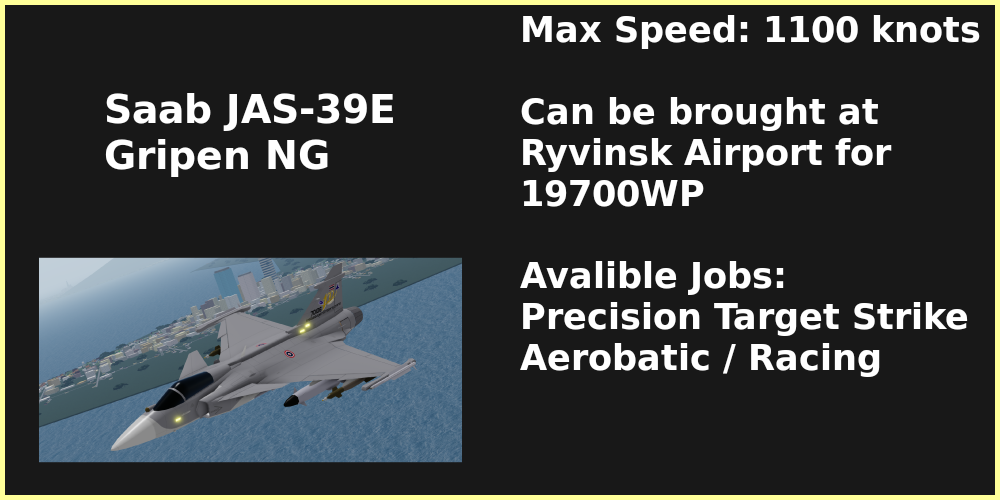 Saab JAS-39E
Gripen NG
Max Speed: 1100 knots
Can be brought at
Ryvinsk Airport for
19700WP
Avalible Jobs:
Precision Target Strike
Aerobatic / Racing